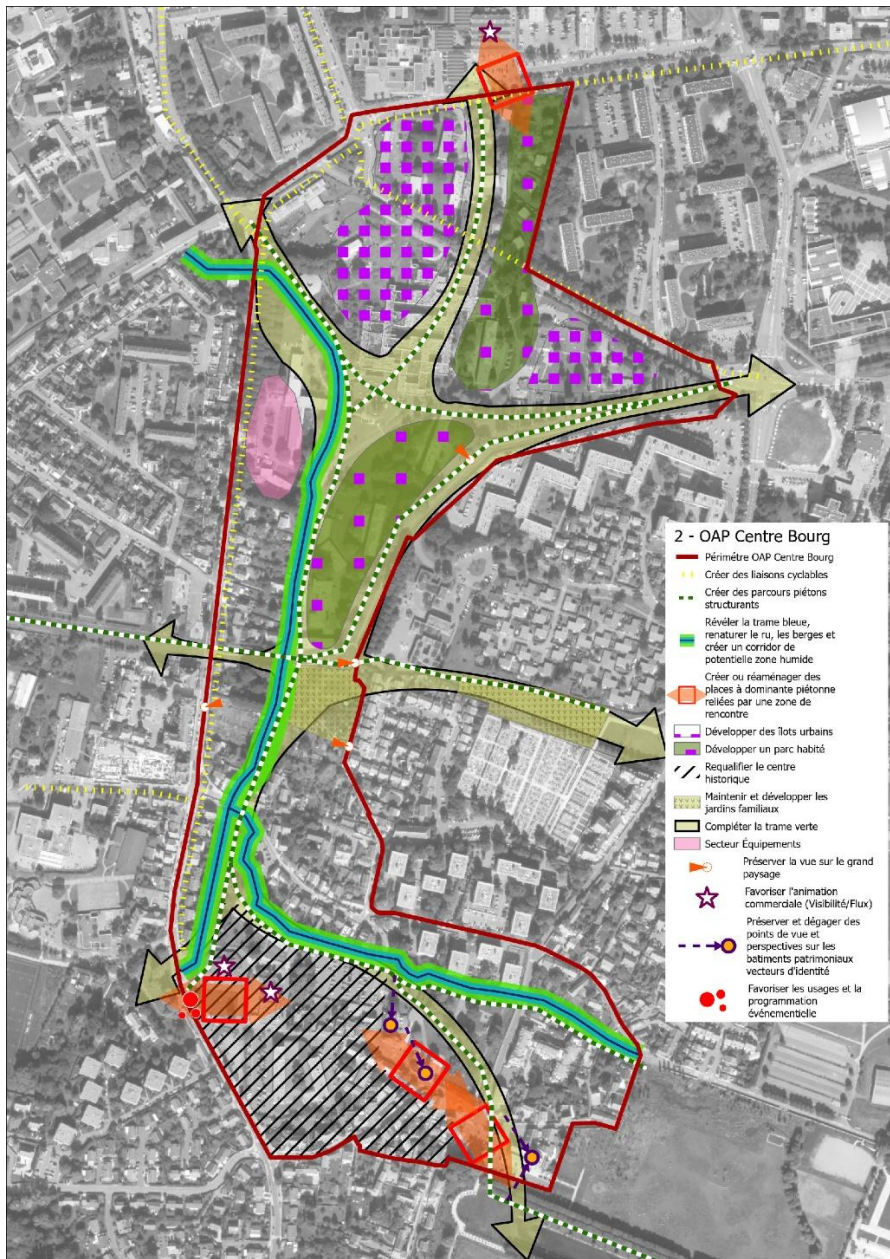 2 - OAP Centre Bourg
Périmétre OAP Centre Bourg
Créer des liaisons cyclables
Créer des parcours piétons
structurants
Révéler la trame bleue,
renaturer le ru, les berges et
créer un corridor de
potentielle zone humide
Créer ou réaménager des
places à dominante piétonne
reliées par une zone de
rencontre
Développer des îlots urbains
Développer un parc habité
Requalifier le centre
historique
Maintenir et développer les
jardins familiaux
Compléter la trame verte
Secteur Équipements
Préserver la vue sur le grand
paysage
Favoriser l'animation
commerciale (Visibilité/Flux)
Préserver et dégager des
points de vue et
perspectives sur les
batiments patrimoniaux
vecteurs d'identité
Favoriser les usages et la
programmation
événementielle